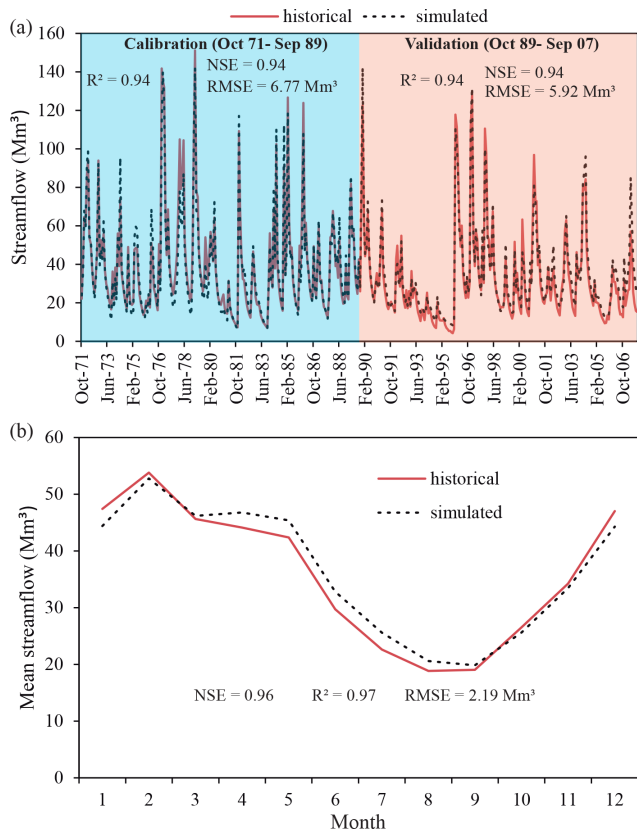 (a)
historical
simulated
Calibration (Oct 71- Sep 89)
Validation (Oct 89- Sep 07)
R² = 0.94
NSE = 0.94
RMSE = 6.77 Mm³
R² = 0.94
NSE = 0.94
RMSE = 5.92 Mm³
Streamflow (Mm³)
160
140
120
100
80
60
40
20
0
Oct-71
Jun-73
Feb-75
Oct-76
Jun-78
Feb-80
Oct-81
Jun-83
Feb-85
Oct-86
Jun-88
Feb-90
Oct-91
Jun-93
Feb-95
Oct-96
Jun-98
Feb-00
Oct-01
Jun-03
Feb-05
Oct-06
(b)
historical
simulated
Mean streamflow (Mm³)
60
50
40
30
20
10
0
NSE = 0.96 R² = 0.97 RMSE = 2.19 Mm³
1 2 3 4 5 6 7 8 9 10 11 12
Month